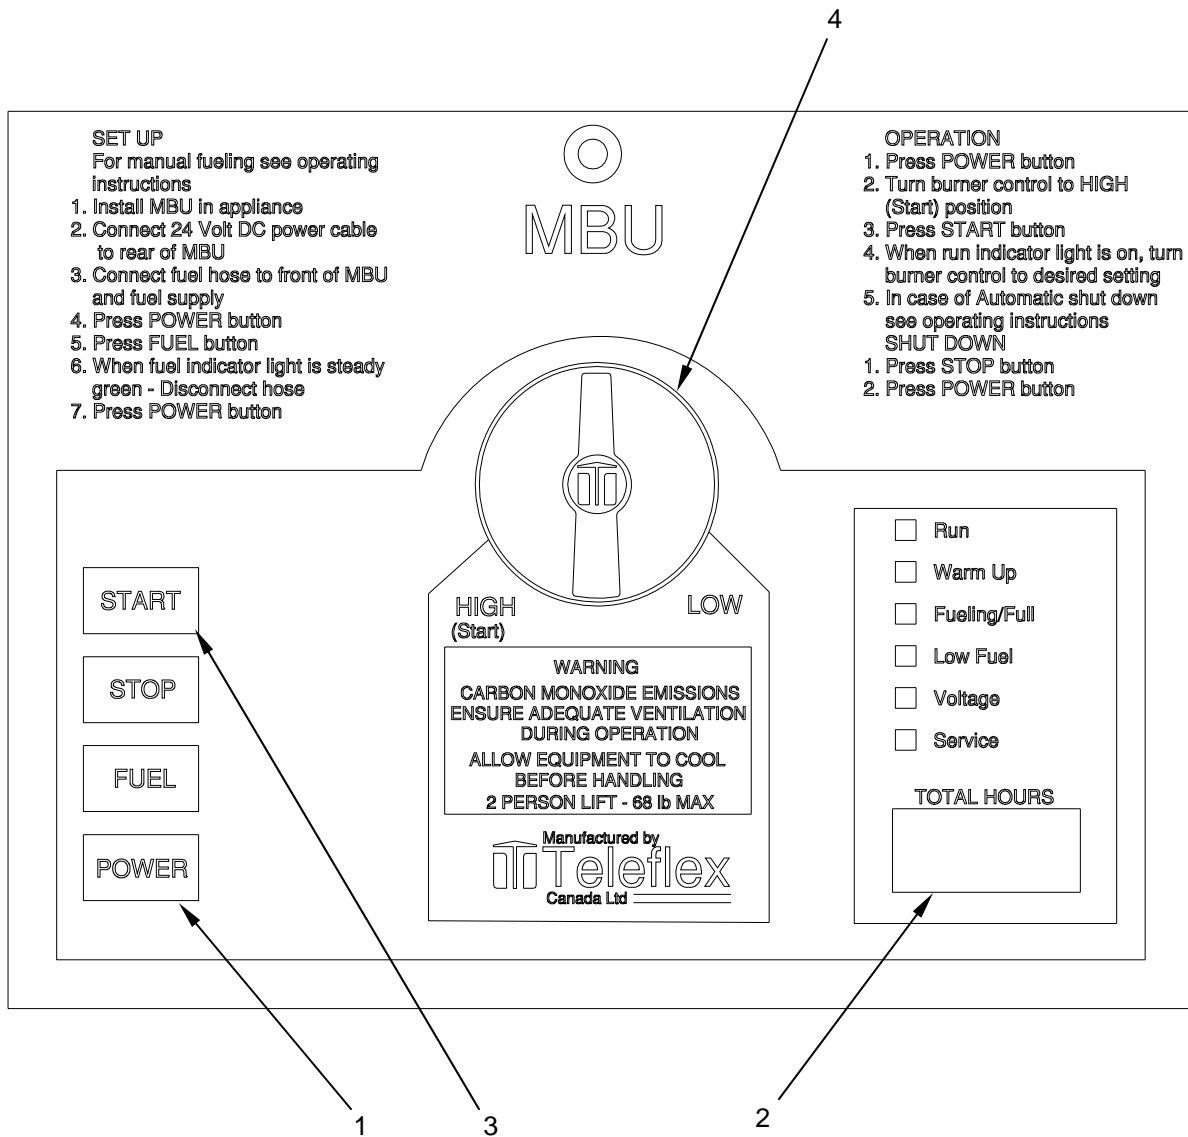 4
SET UP
For manual fueling see operating
instructions
1. Install MBU in appliance
2. Connect 24 Volt DC power cable
to rear of MBU
3. Connect fuel hose to front of MBU
and fuel supply
4. Press POWER button
5. Press FUEL button
6. When fuel indicator light is steady
green - Disconnect hose
7. Press POWER button
MBU
OPERATION
1. Press POWER button
2. Turn burner control to HIGH
(Start) position
3. Press START button
4. When run indicator light is on, turn
burner control to desired setting
5. In case of Automatic shut down
see operating instructions
SHUT DOWN
1. Press STOP button
2. Press POWER button
START
STOP
FUEL
POWER
HIGH
(Start)
LOW
WARNING
CARBON MONOXIDE EMISSIONS
ENSURE ADEQUATE VENTILATION
DURING OPERATION
ALLOW EQUIPMENT TO COOL
BEFORE HANDLING
2 PERSON LIFT - 68 lb MAX
Manufactured by
Teleflex
Canada Ltd
Run
Warm Up
Fueling/Full
Low Fuel
Voltage
Service
TOTAL HOURS
1
3
2